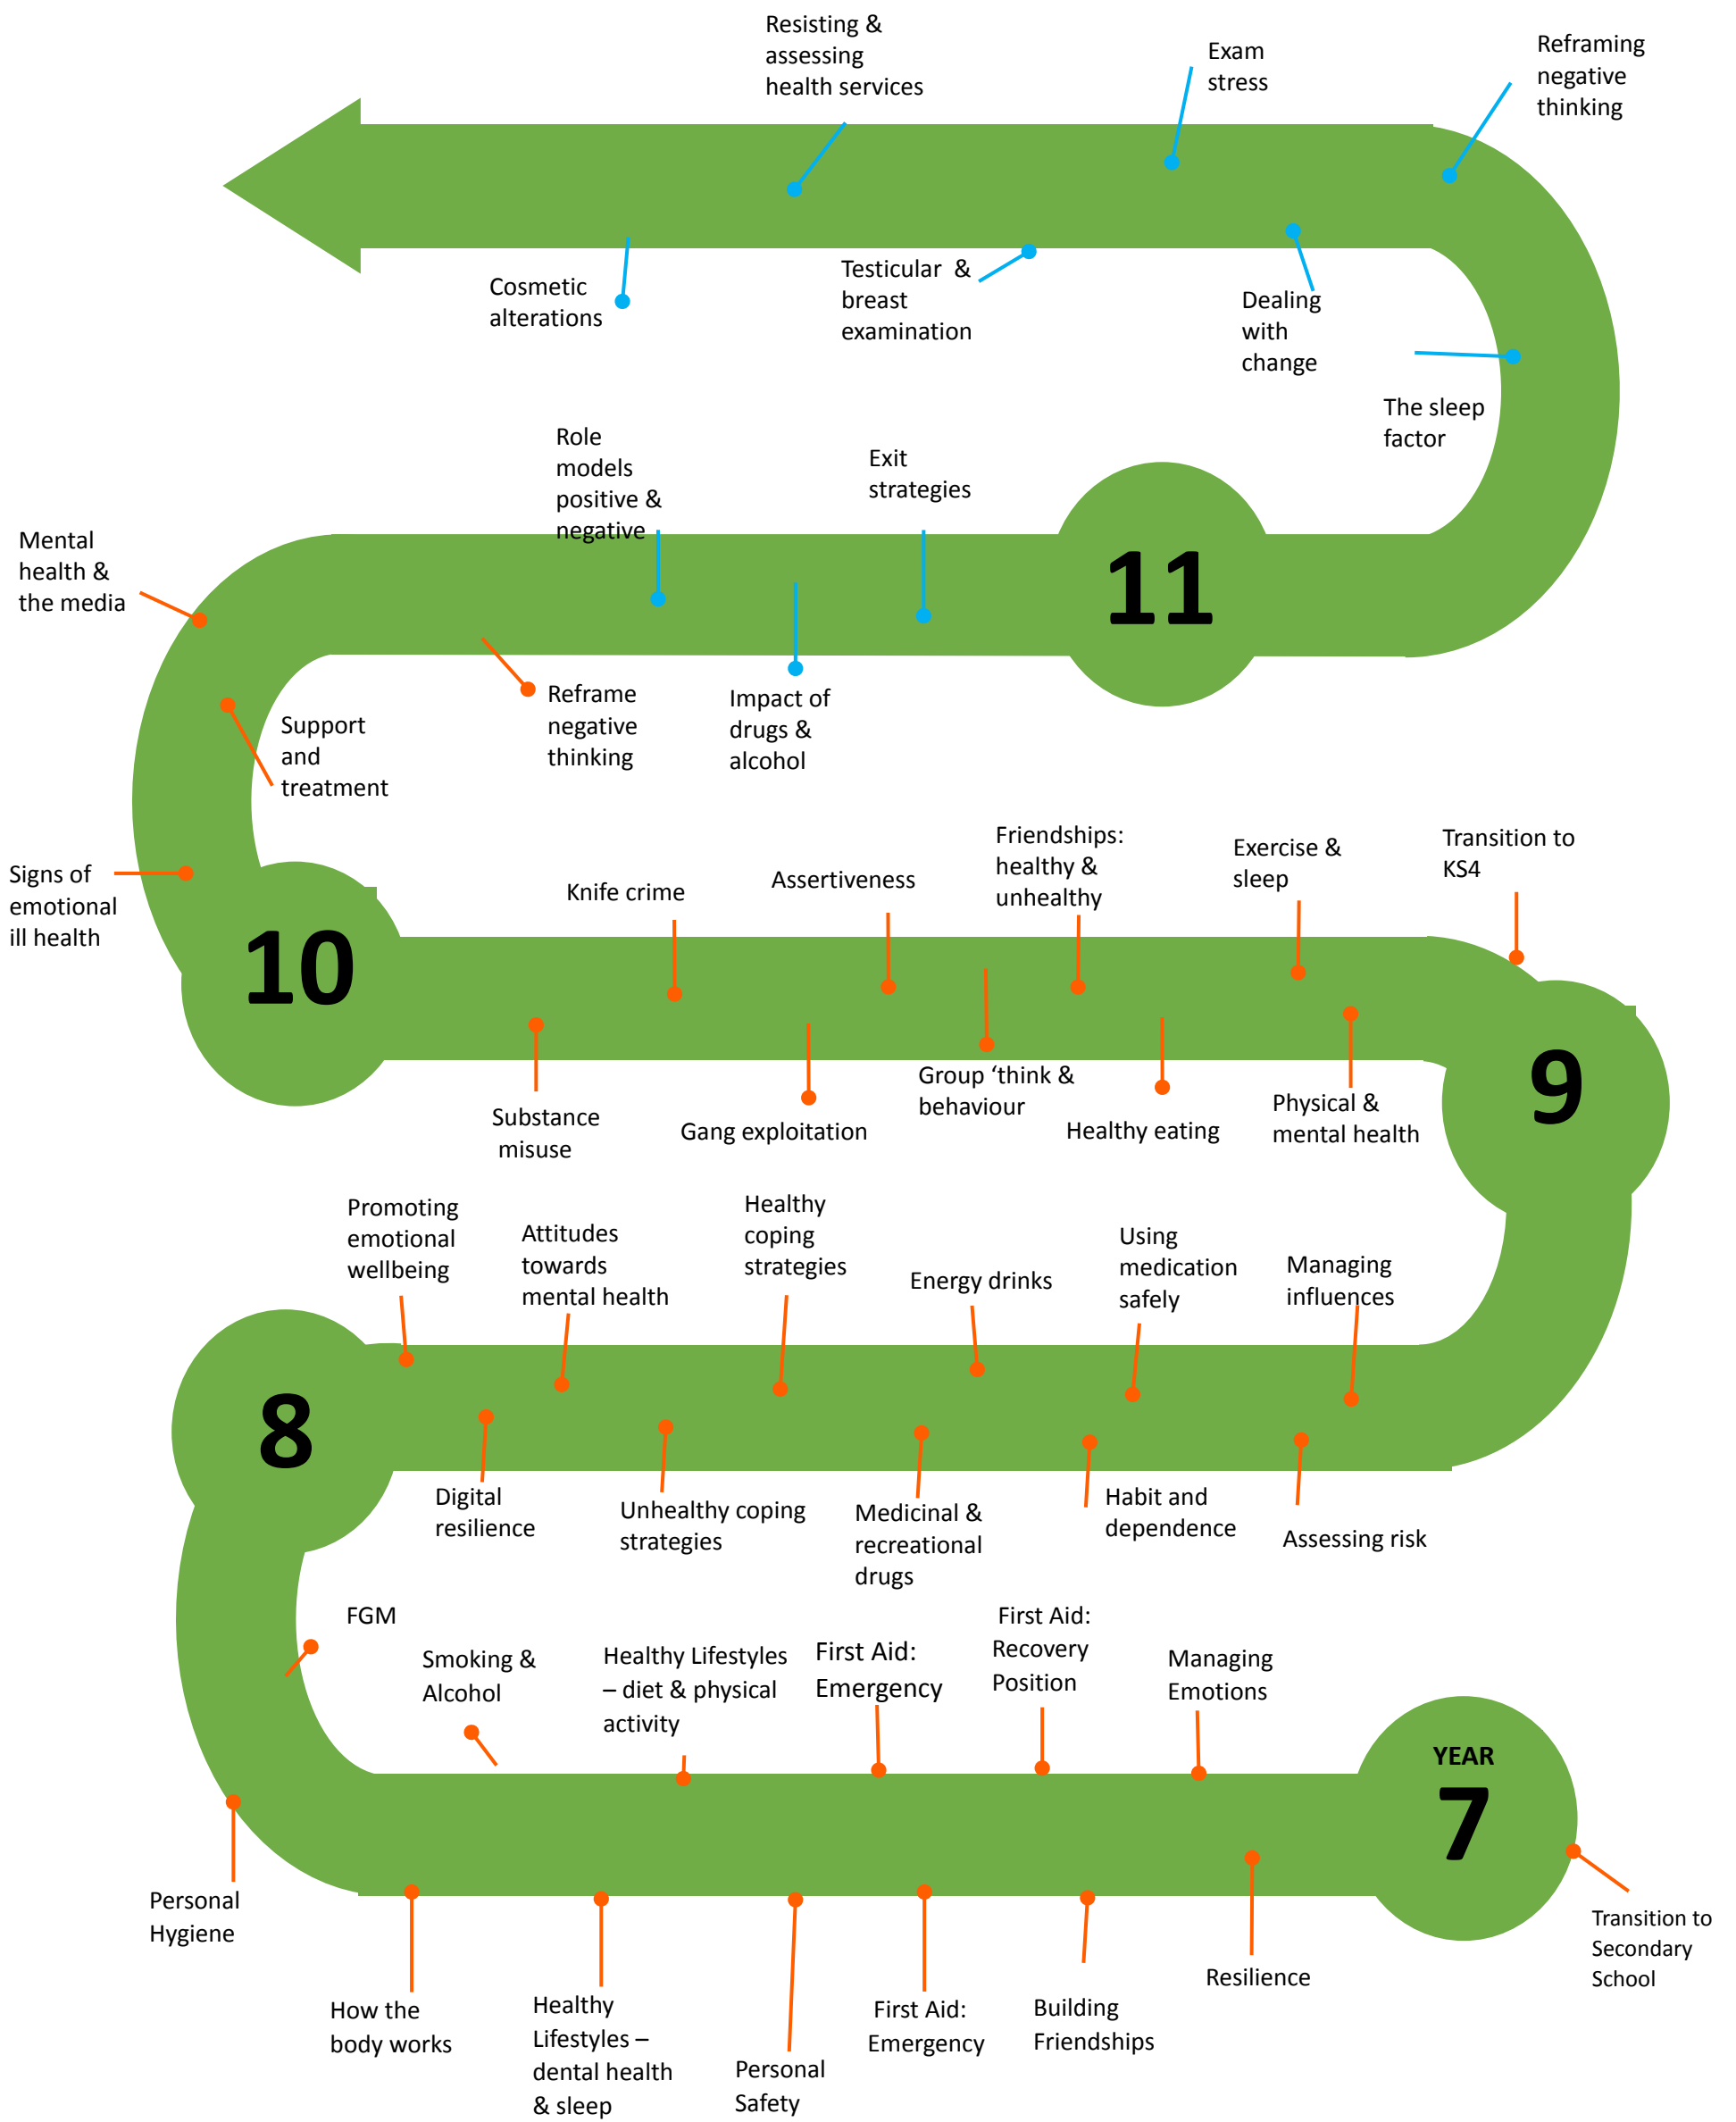 Resisting &
assessing
health services
Exam
stress
Reframing
negative
thinking
Cosmetic
alterations
Testicular  &
breast
examination
Dealing
with
change
The sleep
factor
Role
models
positive &
negative
Exit
strategies
11
Mental
health &
the media
Support
and
treatment
Reframe
negative
thinking
Impact of
drugs &
alcohol
Signs of
emotional
ill health
10
Knife crime
Assertiveness
Friendships:
healthy &
unhealthy
Exercise &
sleep
Transition to
KS4
9
Substance
misuse
Gang exploitation
Group ‘think &
behaviour
Healthy eating
Physical &
mental health
Promoting
emotional
wellbeing
Attitudes
towards
mental health
Healthy
coping
strategies
Energy drinks
Using
medication
safely
Managing
influences
8
Digital
resilience
Unhealthy coping
strategies
Medicinal &
recreational
drugs
Habit and
dependence
Assessing risk
FGM
Smoking &
Alcohol
Healthy Lifestyles
– diet & physical
activity
First Aid:
Emergency
First Aid:
Recovery
Position
Managing
Emotions
YEAR
7
Personal
Hygiene
How the
body works
Healthy
Lifestyles –
dental health
& sleep
Personal
Safety
First Aid:
Emergency
Building
Friendships
Resilience
Transition to
Secondary
School